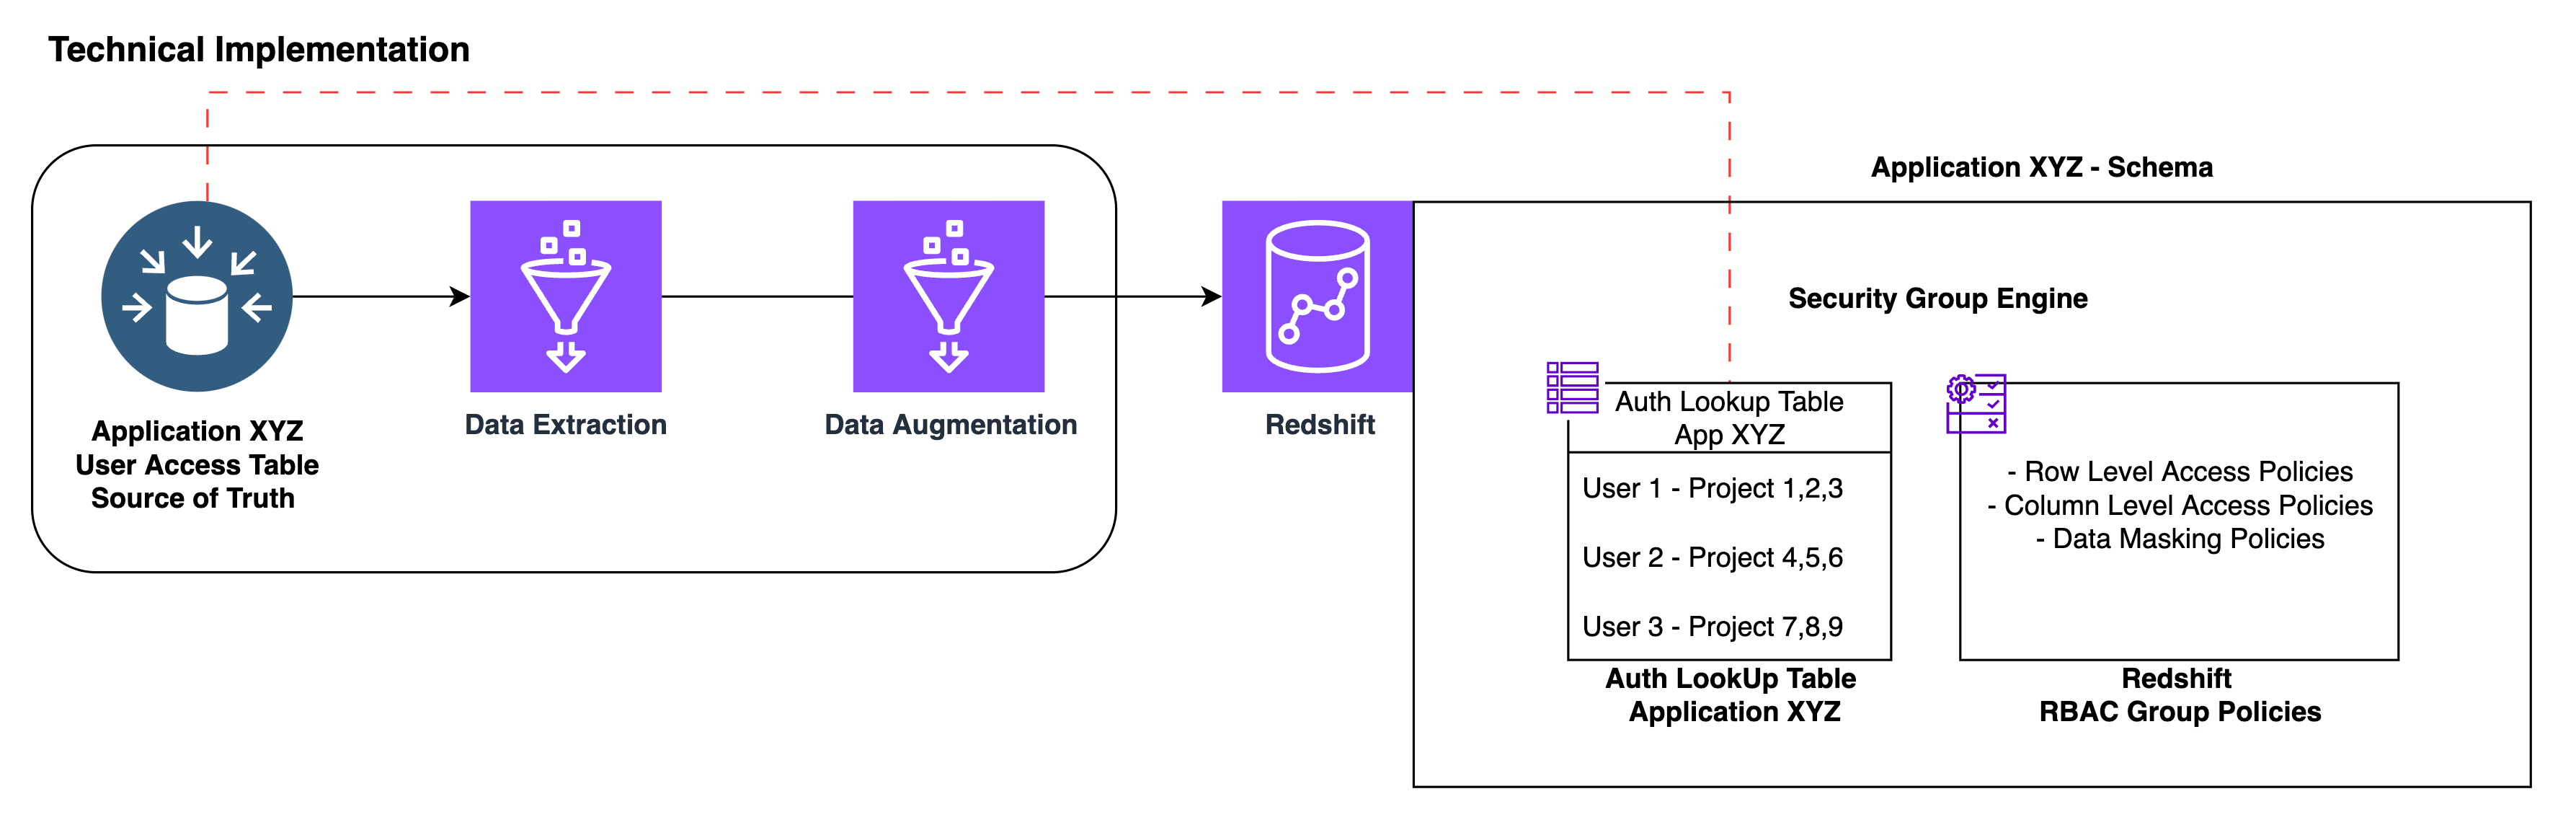 Technical Implementation
Application XYZ
User Access Table
Source of Truth
Data Extraction
Data Augmentation
Redshift
Application XYZ - Schema
Security Group Engine
Auth Lookup Table
App XYZ
User 1 - Project 1,2,3
User 2 - Project 4,5,6
User 3 - Project 7,8,9
Auth LookUp Table
Application XYZ
- Row Level Access Policies
- Column Level Access Policies
- Data Masking Policies
Redshift
RBAC Group Policies